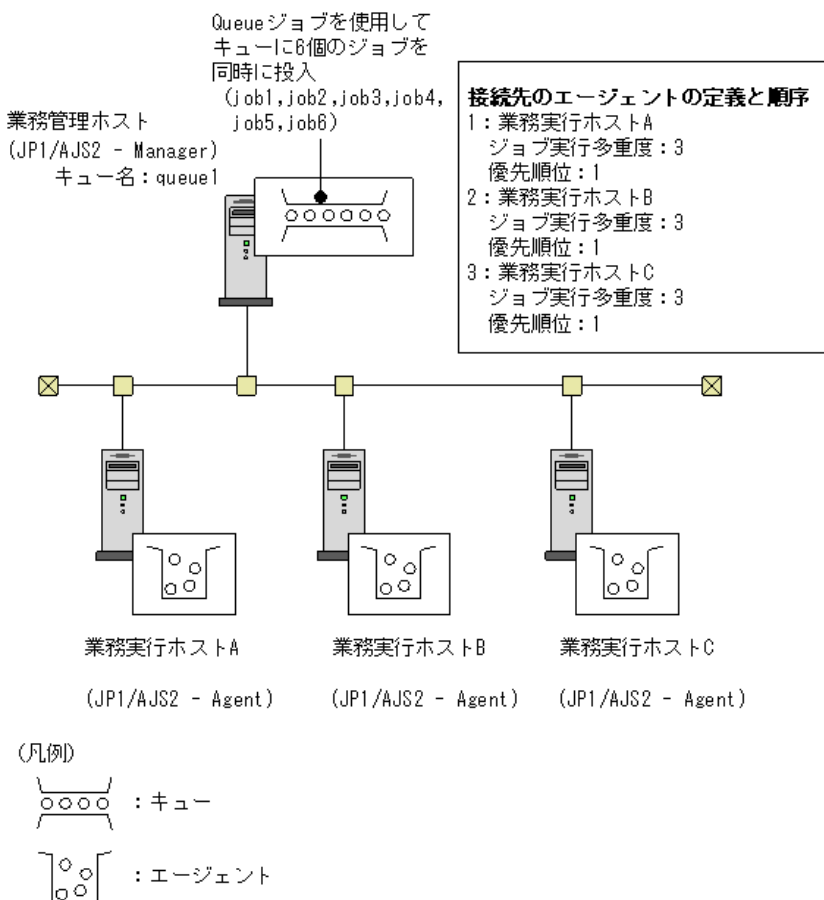 Queueジョブを使用して
キューに6個のジョブを
同時に投入
(job1,job2,job3,job4,
job5,job6)
業務管理ホスト
(JP1/AJS2 - Manager)
キュー名：queue1
接続先のエージェントの定義と順序
1：業務実行ホストA
ジョブ実行多重度：3
優先順位：1
2：業務実行ホストB
ジョブ実行多重度：3
優先順位：1
3：業務実行ホストC
ジョブ実行多重度：3
優先順位：1
業務実行ホストA
(JP1/AJS2 - Agent)
業務実行ホストB
(JP1/AJS2 - Agent)
業務実行ホストC
(JP1/AJS2 - Agent)
(凡例)
：キュー
：エージェント